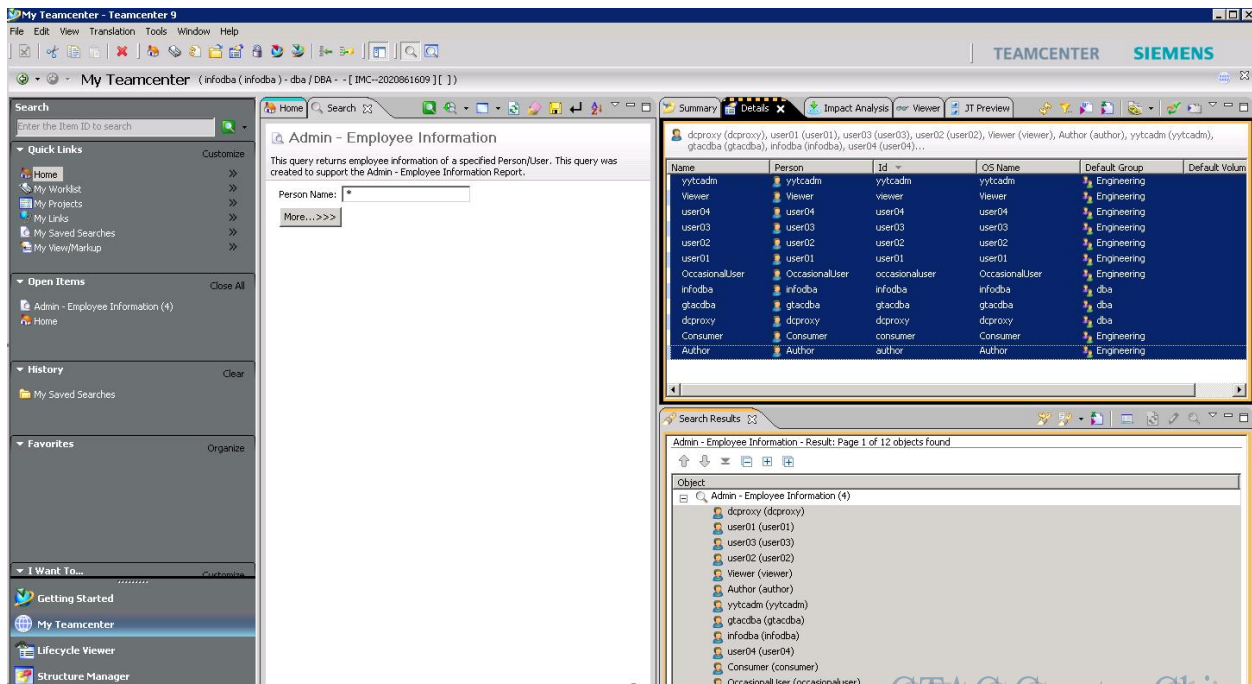 My Teamcenter - Teamcenter 9
File Edit View Translation Tools Window Help
TEAMCENTER SIEMENS
My Teamcenter ( infodba ( infodba ) - dba / DBA - - [ IMC--2020861609 ] [ ] )
Search
Enter the Item ID to search
Quick Links Customize
Home
My Worklist
My Projects
My Links
My Saved Searches
My View/Markup
Open Items Close All
Admin - Employee Information (4)
Home
History Clear
My Saved Searches
Favorites Organize
I Want To... Customize
Getting Started
My Teamcenter
Lifecycle Viewer
Structure Manager
Home Search
Admin - Employee Information
This query returns employee information of a specified Person/User. This query was
created to support the Admin - Employee Information Report.
Person Name: *
More...>>>
Summary Details Impact Analysis Viewer JT Preview
dcproxy (dcproxy), user01 (user01), user03 (user03), user02 (user02), Viewer (viewer), Author (author), yytcadm (yytcadm),
gtacdba (gtacdba), infodba (infodba), user04 (user04)...
Name Person Id OS Name Default Group Default Volum
yytcadm yytcadm yytcadm yytcadm Engineering
Viewer Viewer viewer Viewer Engineering
user04 user04 user04 user04 Engineering
user03 user03 user03 user03 Engineering
user02 user02 user02 user02 Engineering
user01 user01 user01 user01 Engineering
OccasionalUser OccasionalUser occasionaluser OccasionalUser Engineering
infodba infodba infodba infodba dba
gtacdba gtacdba gtacdba gtacdba dba
dcproxy dcproxy dcproxy dcproxy dba
Consumer Consumer consumer Consumer Engineering
Author Author author Author Engineering
Search Results
Admin - Employee Information - Result: Page 1 of 12 objects found
Object
Admin - Employee Information (4)
dcproxy (dcproxy)
user01 (user01)
user03 (user03)
user02 (user02)
Viewer (viewer)
Author (author)
yytcadm (yytcadm)
gtacdba (gtacdba)
infodba (infodba)
user04 (user04)
Consumer (consumer)
OccasionalUser (occasionaluser)